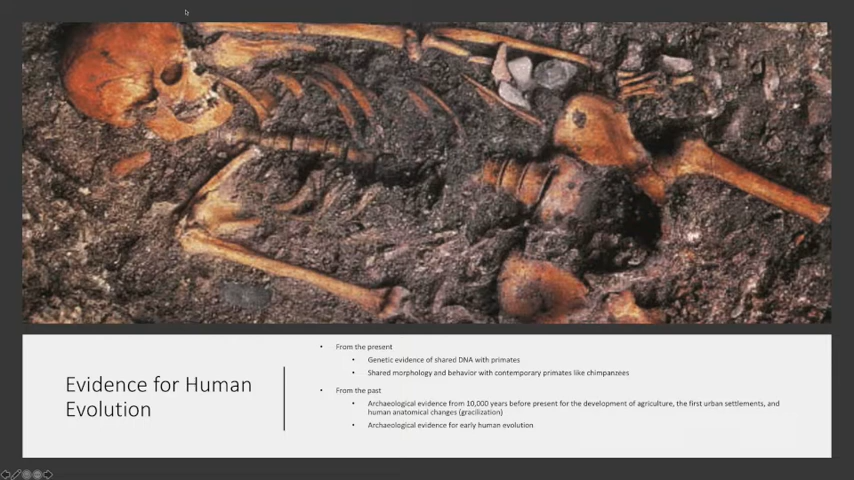 Evidence for Human
Evolution
• From the present
• Genetic evidence of shared DNA with primates
• Shared morphology and behavior with contemporary primates like chimpanzees
• From the past
• Archaeological evidence from 10,000 years before present for the development of agriculture, the first urban settlements, and
human anatomical changes (gracilization)
• Archaeological evidence for early human evolution